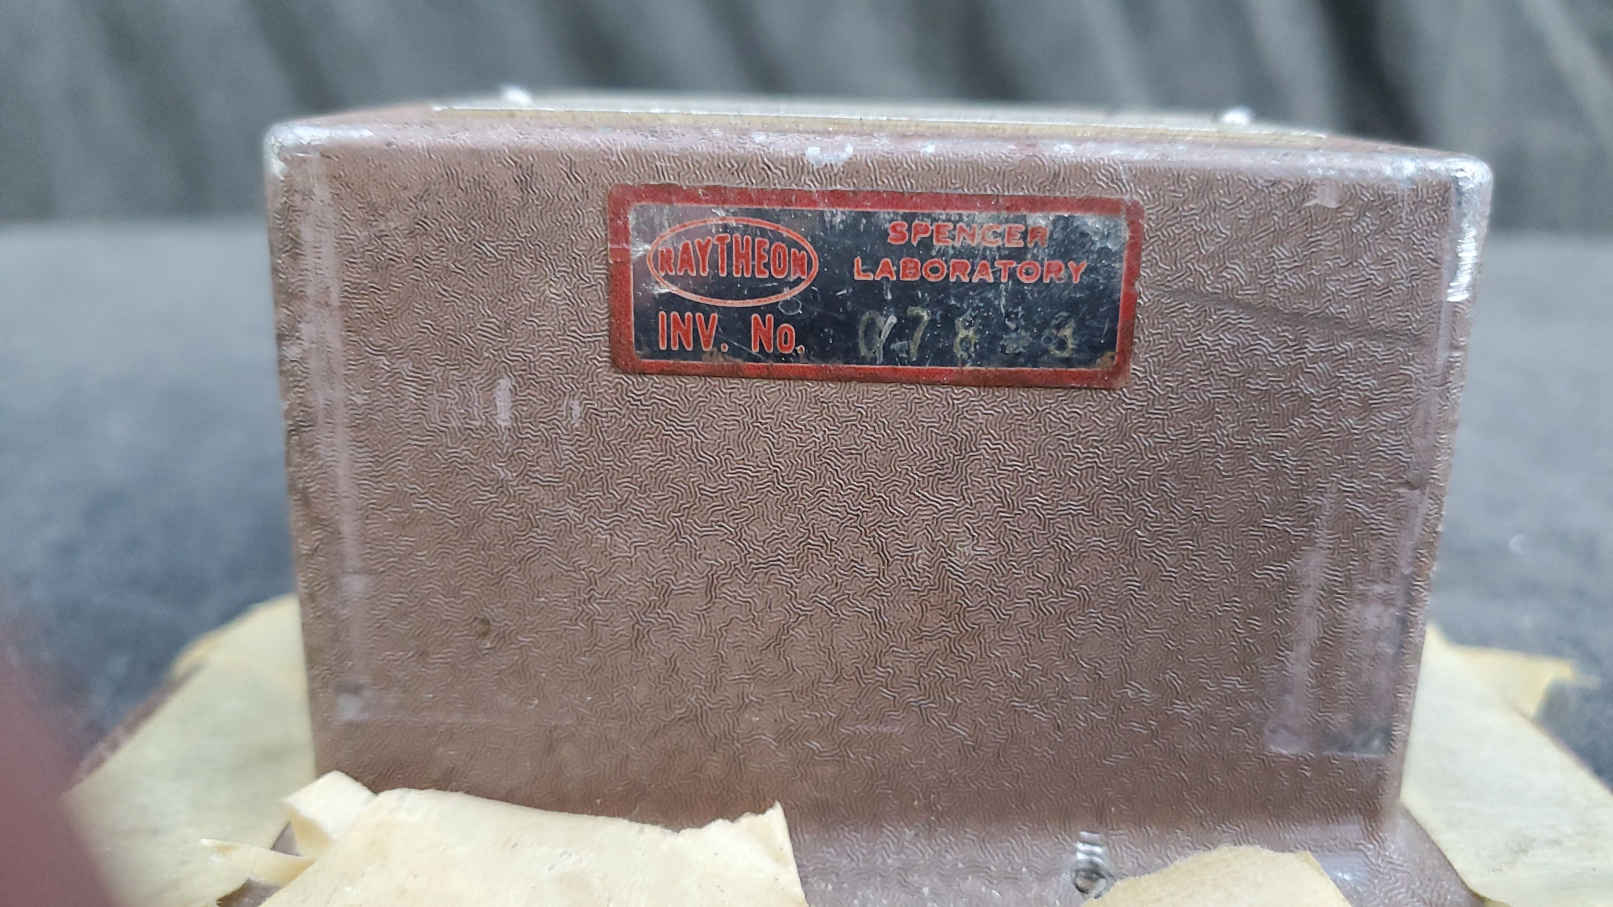 RAYTHEON
SPENCER
LABORATORY
INV. No.